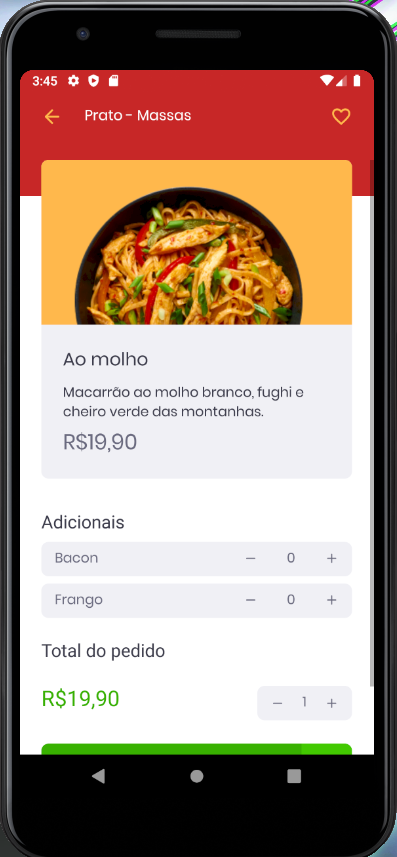 3:45
Prato - Massas
Ao molho
Macarrão ao molho branco, fughi e
cheiro verde das montanhas.
R$19,90
Adicionais
Bacon − 0 +
Frango − 0 +
Total do pedido
R$19,90 − 1 +